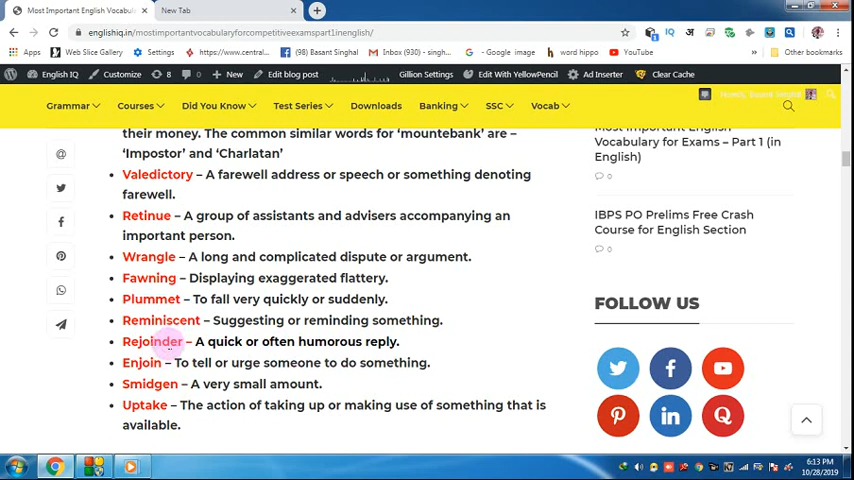 Most Important English Vocabul
New Tab
englishiq.in/mostimportantvocabularyforcompetitiveexamspart1inenglish/
Apps
Web Slice Gallery
Settings
https://www.central...
(98) Basant Singhal
Inbox (930) - singh...
Google image
word hippo
YouTube
Other bookmarks
English IQ
Customize
5
0
New
Edit blog post
Gillion Settings
Edit With YellowPencil
Ad Inserter
Clear Cache
Grammar
Courses
Did You Know
Test Series
Downloads
Banking
SSC
Vocab
their money. The common similar words for ‘mountebank’ are –
‘Impostor’ and ‘Charlatan’
Valedictory – A farewell address or speech or something denoting
farewell.
Retinue – A group of assistants and advisers accompanying an
important person.
Wrangle – A long and complicated dispute or argument.
Fawning – Displaying exaggerated flattery.
Plummet – To fall very quickly or suddenly.
Reminiscent – Suggesting or reminding something.
Rejoinder – A quick or often humorous reply.
Enjoin – To tell or urge someone to do something.
Smidgen – A very small amount.
Uptake – The action of taking up or making use of something that is
available.
Most Important English
Vocabulary for Exams – Part 1 (in
English)
0
IBPS PO Prelims Free Crash
Course for English Section
0
FOLLOW US
6:13 PM
10/28/2019